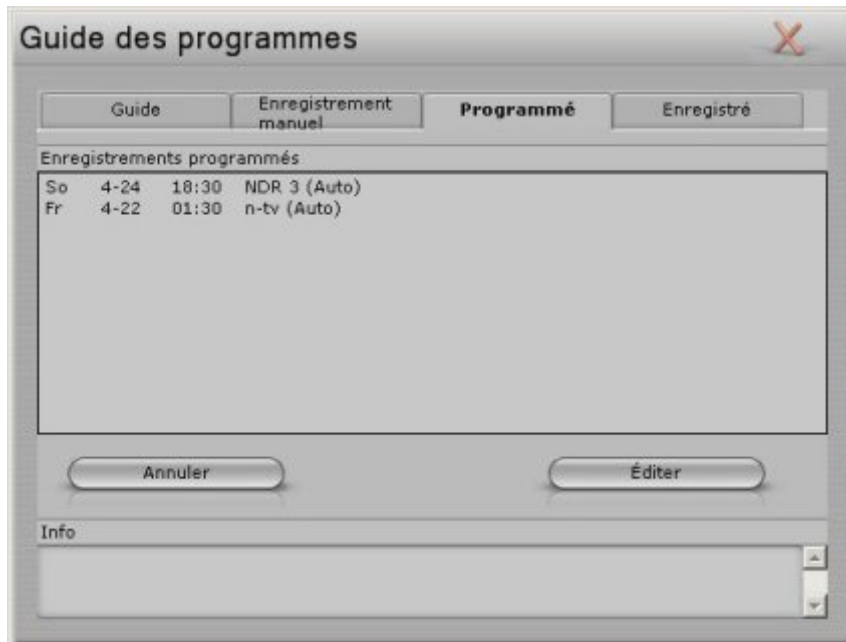 Guide des programmes
Guide
Enregistrement
manuel
Programmé
Enregistré
Enregistrements programmés
So 4-24 18:30 NDR 3 (Auto)
Fr 4-22 01:30 n-tv (Auto)
Annuler
Éditer
Info